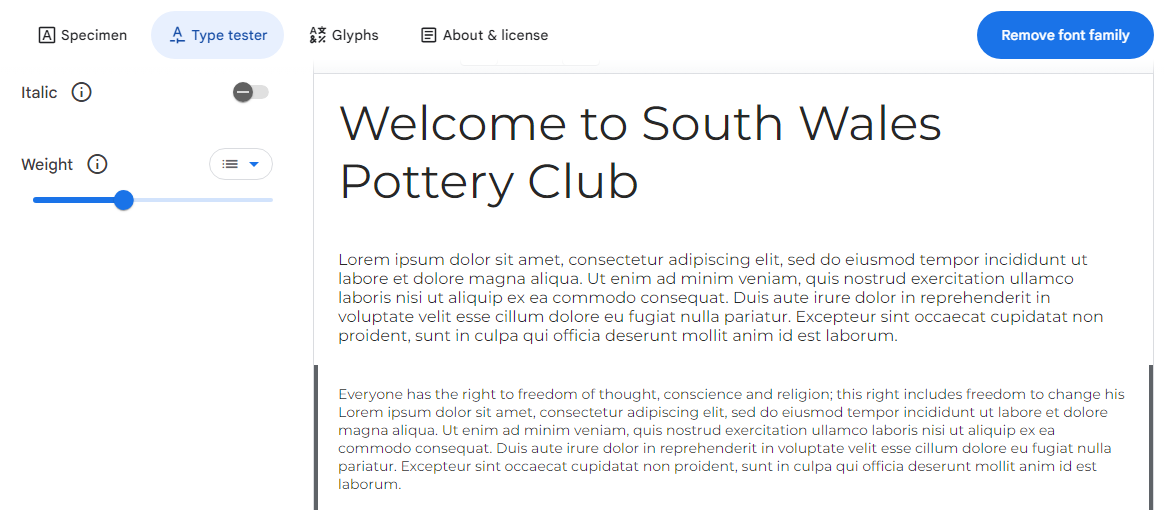 Specimen Type tester Glyphs About & license Remove font family
Italic
Weight
Welcome to South Wales
Pottery Club
Lorem ipsum dolor sit amet, consectetur adipiscing elit, sed do eiusmod tempor incididunt ut
labore et dolore magna aliqua. Ut enim ad minim veniam, quis nostrud exercitation ullamco
laboris nisi ut aliquip ex ea commodo consequat. Duis aute irure dolor in reprehenderit in
voluptate velit esse cillum dolore eu fugiat nulla pariatur. Excepteur sint occaecat cupidatat non
proident, sunt in culpa qui officia deserunt mollit anim id est laborum.
Everyone has the right to freedom of thought, conscience and religion; this right includes freedom to change his
Lorem ipsum dolor sit amet, consectetur adipiscing elit, sed do eiusmod tempor incididunt ut labore et dolore
magna aliqua. Ut enim ad minim veniam, quis nostrud exercitation ullamco laboris nisi ut aliquip ex ea
commodo consequat. Duis aute irure dolor in reprehenderit in voluptate velit esse cillum dolore eu fugiat nulla
pariatur. Excepteur sint occaecat cupidatat non proident, sunt in culpa qui officia deserunt mollit anim id est
laborum.